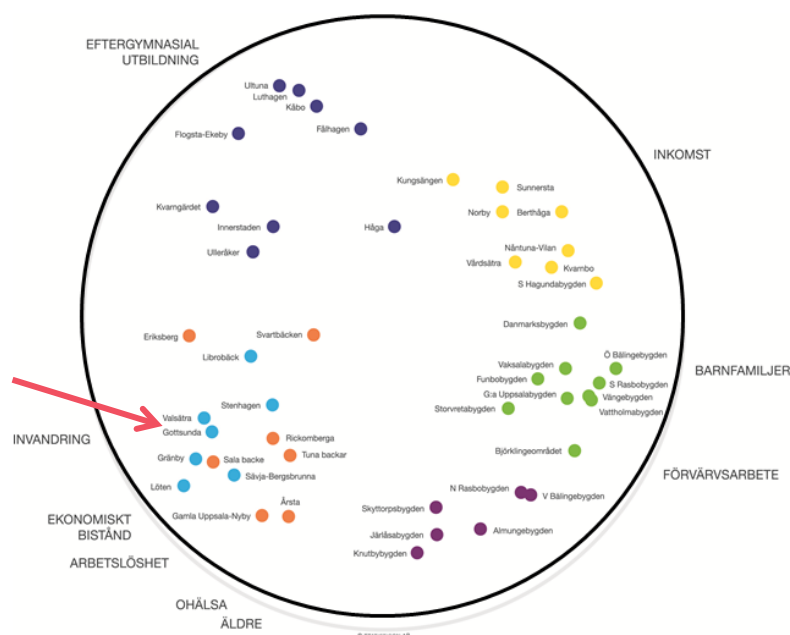 EFTERGYMNASIAL
UTBILDNING
Ultuna
Luthagen
Kåbo
Fålhagen
Flogsta-Ekeby
INKOMST
Kungsängen
Sunnersta
Kvarngärdet
Norby
Berthåga
Innerstaden
Håga
Ulleråker
Nåntuna-Vilan
Vårdsätra
Kvarnbo
S Hagundabygden
Danmarksbygden
Eriksberg
Svartbäcken
Librobäck
Ö Bälingebygden
Vaksalabygden
BARNFAMILJER
Funbobygden
S Rasbobygden
G:a Uppsalabygden
Vängebygden
Stenhagen
Storvretabygden
Vattholmabygden
Valsätra
Gottsunda
INVANDRING
Rickomberga
Björklingeområdet
Gränby
Sala backe
Tuna backar
Sävja-Bergsbrunna
FÖRVÄRVSARBETE
Löten
N Rasbobygden
V Bälingebygden
Årsta
Skyttorpsbygden
Gamla Uppsala-Nyby
EKONOMISKT
BISTÅND
Almungebygden
Järlåsabygden
Knutbybygden
ARBETSLÖSHET
OHÄLSA
ÄLDRE